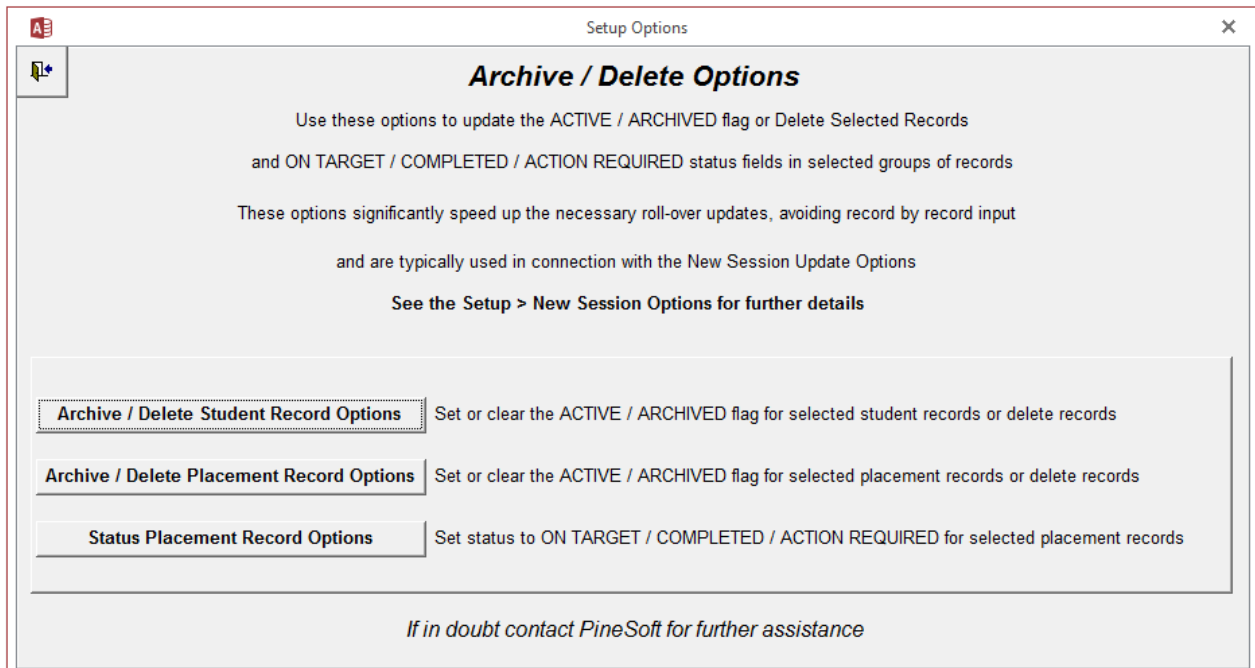 Setup Options
Archive / Delete Options
Use these options to update the ACTIVE / ARCHIVED flag or Delete Selected Records
and ON TARGET / COMPLETED / ACTION REQUIRED status fields in selected groups of records
These options significantly speed up the necessary roll-over updates, avoiding record by record input
and are typically used in connection with the New Session Update Options
See the Setup > New Session Options for further details
Archive / Delete Student Record Options Set or clear the ACTIVE / ARCHIVED flag for selected student records or delete records
Archive / Delete Placement Record Options Set or clear the ACTIVE / ARCHIVED flag for selected placement records or delete records
Status Placement Record Options Set status to ON TARGET / COMPLETED / ACTION REQUIRED for selected placement records
If in doubt contact PineSoft for further assistance